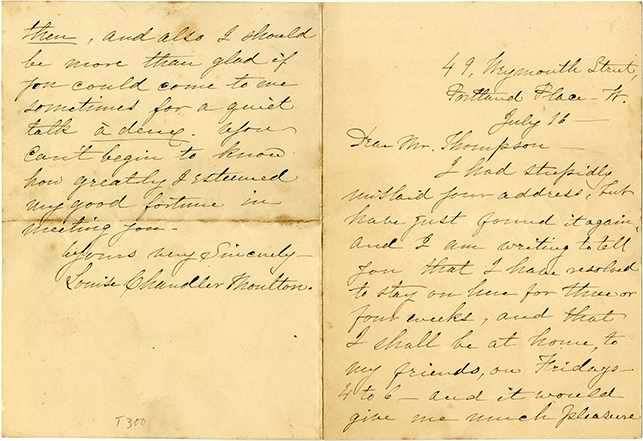 49, Weymouth Street,
Portland Place - W.
July 16 -
Dear Mr. Thompson -
I had stupidly
mislaid your address, but
have just found it again,
and I am writing to tell
you that I have resolved
to stay on here for three or
four weeks, and that
I shall be at home, to
my friends, on Fridays -
4 to 6 - and it would
give me much pleasure
then, and also I should
be more than glad if
you could come to me
sometimes for a quiet
talk à deux. You
can't begin to know
how greatly I esteemed
my good fortune in
meeting you -
Yours very Sincerely -
Louise Chandler Moulton.
T 300